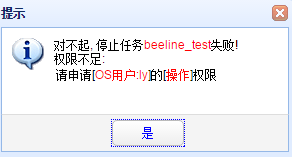 提示
对不起, 停止任务beeline_test失败!
权限不足:
请申请[OS用户:ly]的[操作]权限
是